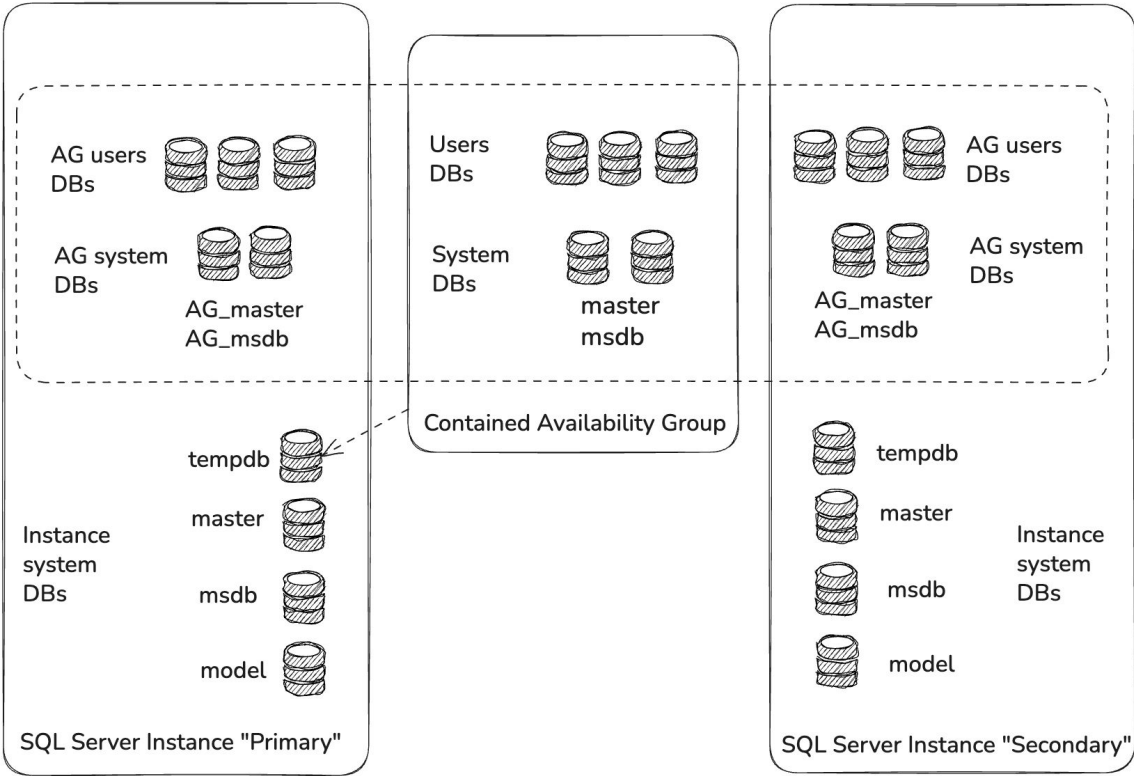 AG users
DBs
AG system
DBs
AG_master
AG_msdb
tempdb
master
msdb
model
Instance
system
DBs
SQL Server Instance "Primary"
Users
DBs
System
DBs
master
msdb
Contained Availability Group
AG users
DBs
AG system
DBs
AG_master
AG_msdb
tempdb
master
msdb
model
Instance
system
DBs
SQL Server Instance "Secondary"